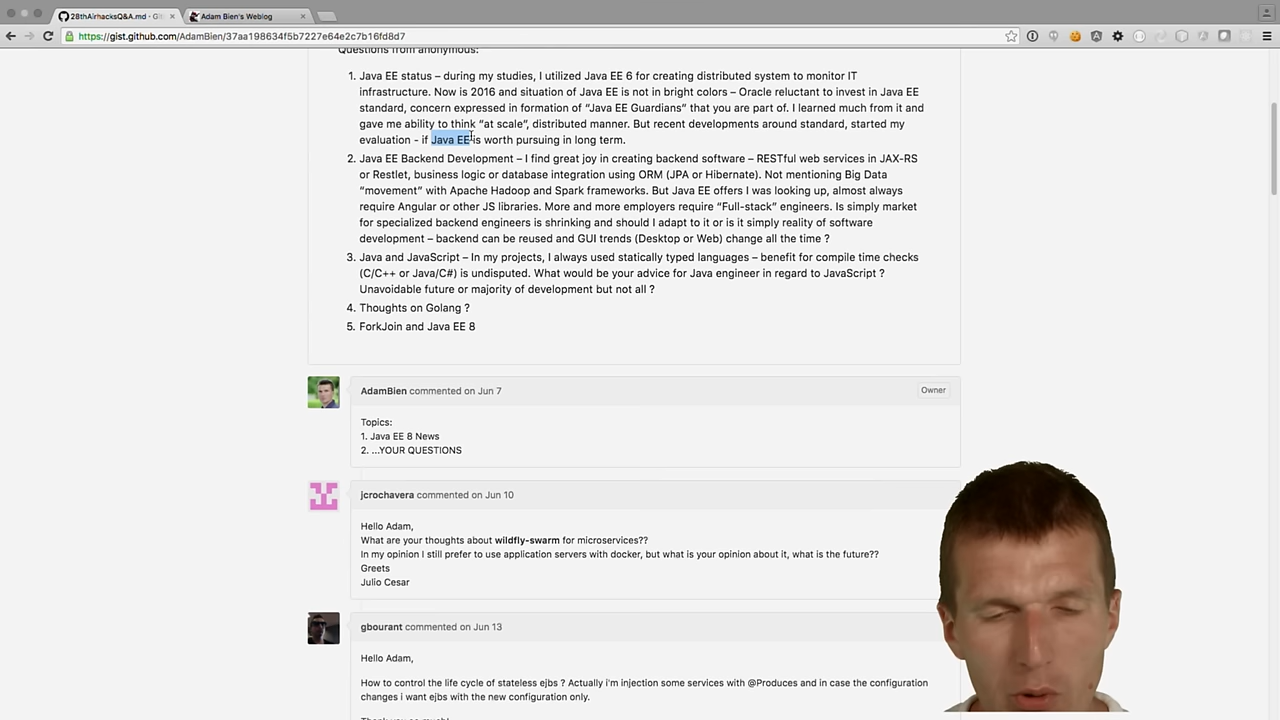 28thAirhacksQ&A.md · Gi
Adam Bien's Weblog
https://gist.github.com/AdamBien/37aa198634f5b7227e64e2c7b16fd8d7
Questions from anonymous:
1. Java EE status – during my studies, I utilized Java EE 6 for creating distributed system to monitor IT
infrastructure. Now is 2016 and situation of Java EE is not in bright colors – Oracle reluctant to invest in Java EE
standard, concern expressed in formation of “Java EE Guardians” that you are part of. I learned much from it and
gave me ability to think “at scale”, distributed manner. But recent developments around standard, started my
evaluation - if Java EE is worth pursuing in long term.
2. Java EE Backend Development – I find great joy in creating backend software – RESTful web services in JAX-RS
or Restlet, business logic or database integration using ORM (JPA or Hibernate). Not mentioning Big Data
“movement” with Apache Hadoop and Spark frameworks. But Java EE offers I was looking up, almost always
require Angular or other JS libraries. More and more employers require “Full-stack” engineers. Is simply market
for specialized backend engineers is shrinking and should I adapt to it or is it simply reality of software
development – backend can be reused and GUI trends (Desktop or Web) change all the time ?
3. Java and JavaScript – In my projects, I always used statically typed languages – benefit for compile time checks
(C/C++ or Java/C#) is undisputed. What would be your advice for Java engineer in regard to JavaScript ?
Unavoidable future or majority of development but not all ?
4. Thoughts on Golang ?
5. ForkJoin and Java EE 8
AdamBien commented on Jun 7
Owner
Topics:
1. Java EE 8 News
2. ...YOUR QUESTIONS
jcrochavera commented on Jun 10
Hello Adam,
What are your thoughts about wildfly-swarm for microservices??
In my opinion I still prefer to use application servers with docker, but what is your opinion about it, what is the future??
Greets
Julio Cesar
gbourant commented on Jun 13
Hello Adam,
How to control the life cycle of stateless ejbs ? Actually i'm injection some services with @Produces and in case the configuration
changes i want ejbs with the new configuration only.